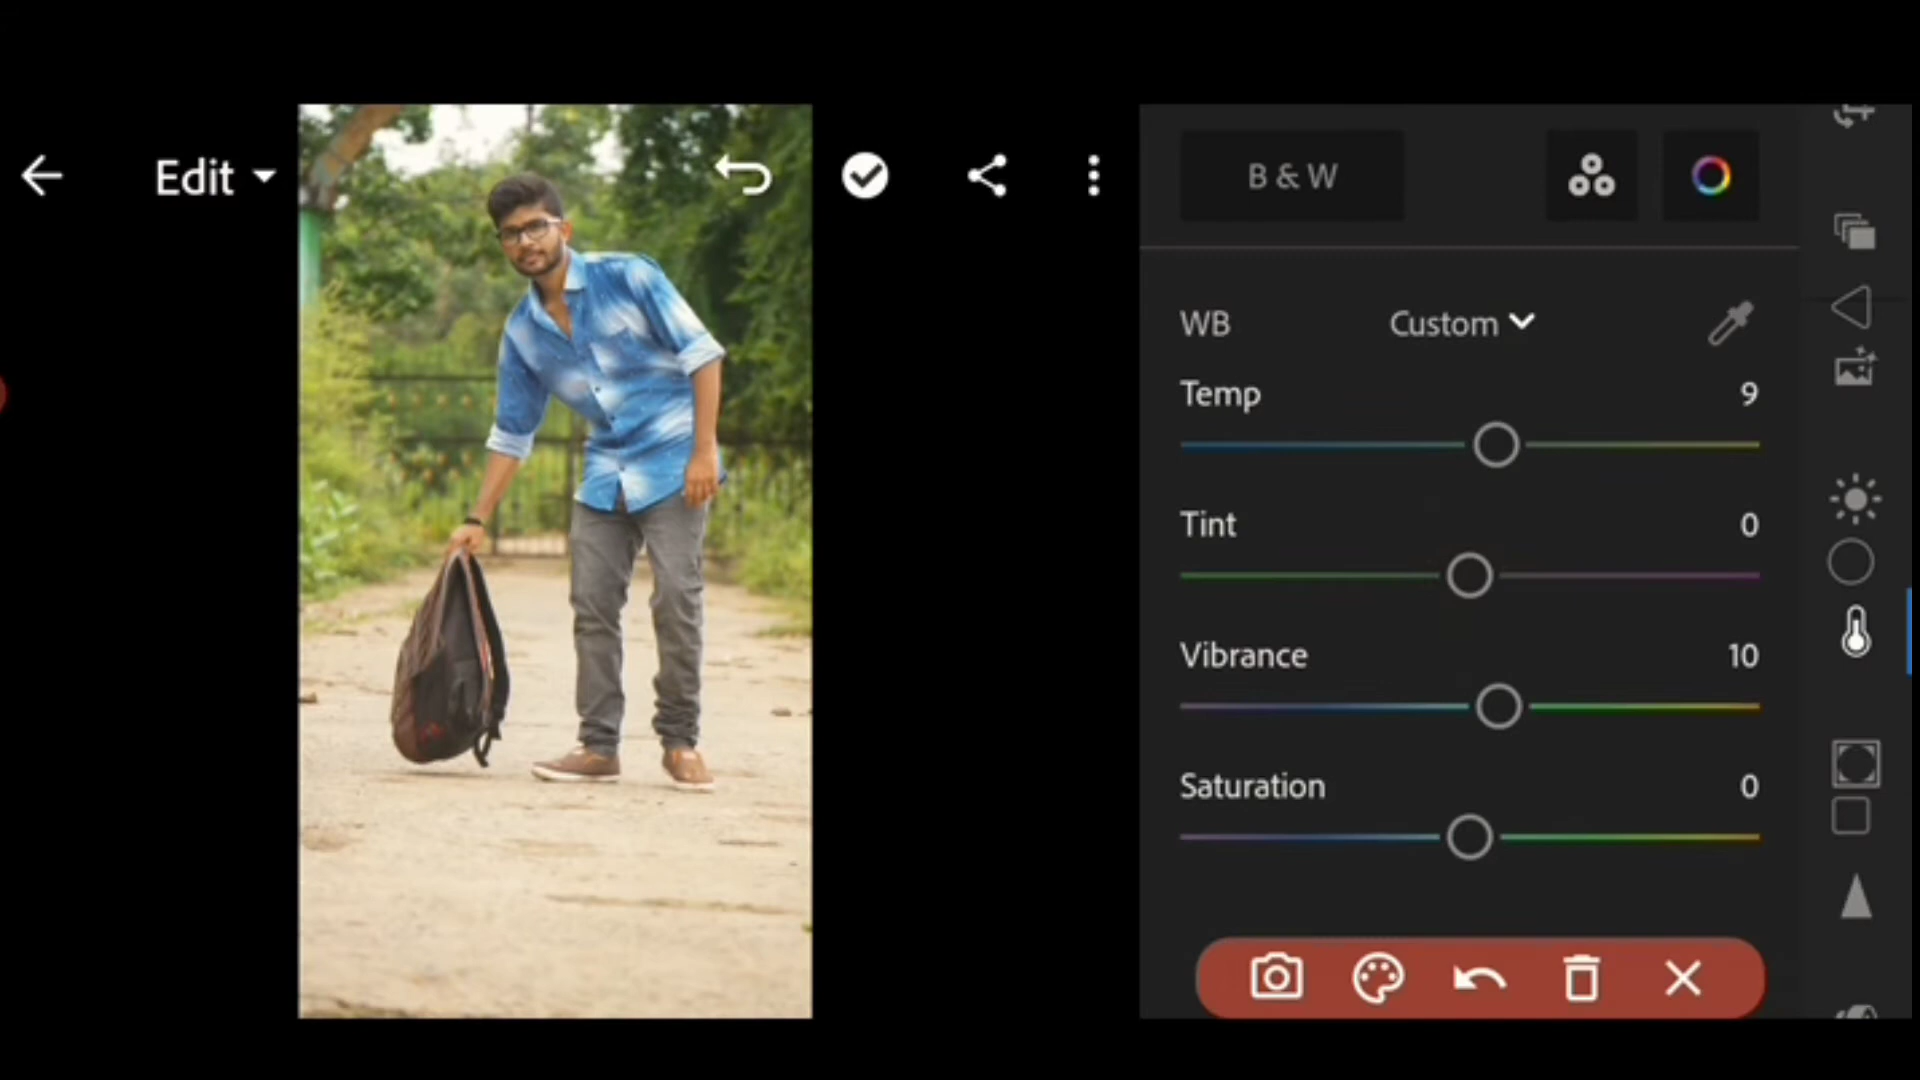 Edit
B & W
WB Custom
Temp 9
Tint 0
Vibrance 10
Saturation 0